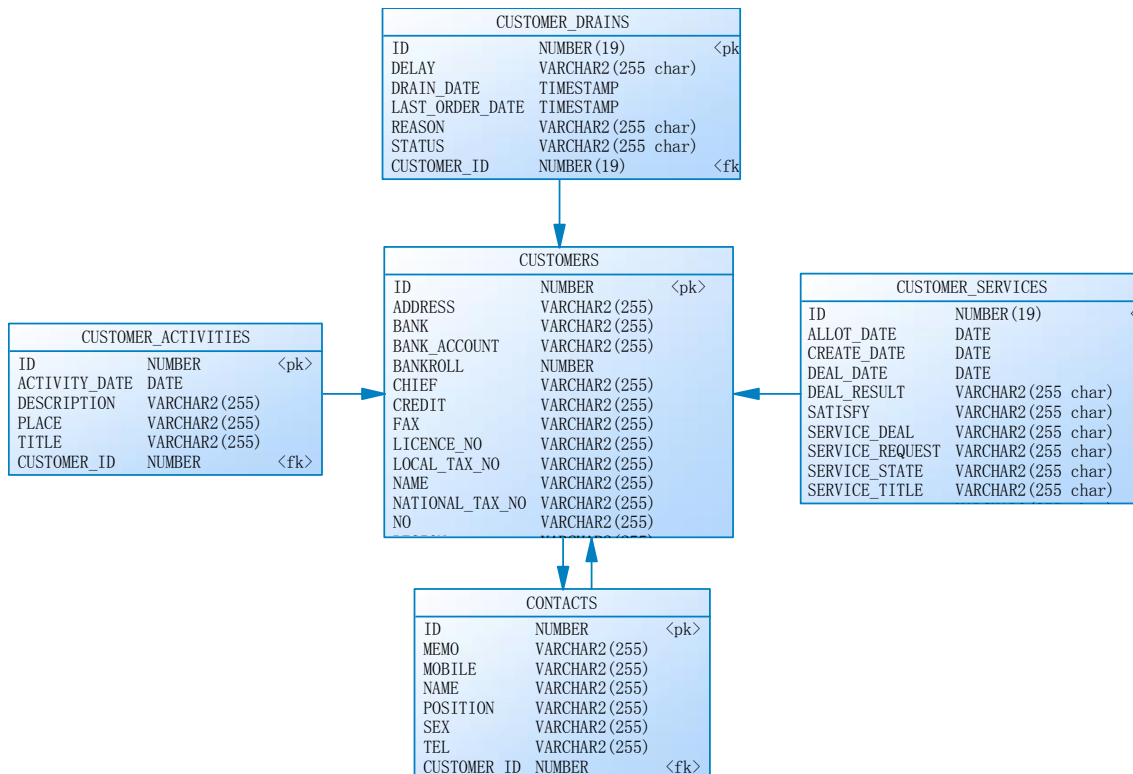 CUSTOMER_DRAINS
ID NUMBER(19) <pk
DELAY VARCHAR2(255 char)
DRAIN_DATE TIMESTAMP
LAST_ORDER_DATE TIMESTAMP
REASON VARCHAR2(255 char)
STATUS VARCHAR2(255 char)
CUSTOMER_ID NUMBER(19) <fk
CUSTOMERS
ID NUMBER <pk>
ADDRESS VARCHAR2(255)
BANK VARCHAR2(255)
BANK_ACCOUNT VARCHAR2(255)
BANKROLL NUMBER
CHIEF VARCHAR2(255)
CREDIT VARCHAR2(255)
FAX VARCHAR2(255)
LICENCE_NO VARCHAR2(255)
LOCAL_TAX_NO VARCHAR2(255)
NAME VARCHAR2(255)
NATIONAL_TAX_NO VARCHAR2(255)
NO VARCHAR2(255)
CUSTOMER_ACTIVITIES
ID NUMBER <pk>
ACTIVITY_DATE DATE
DESCRIPTION VARCHAR2(255)
PLACE VARCHAR2(255)
TITLE VARCHAR2(255)
CUSTOMER_ID NUMBER <fk>
CUSTOMER_SERVICES
ID NUMBER(19)
ALLOT_DATE DATE
CREATE_DATE DATE
DEAL_DATE DATE
DEAL_RESULT VARCHAR2(255 char)
SATISFY VARCHAR2(255 char)
SERVICE_DEAL VARCHAR2(255 char)
SERVICE_REQUEST VARCHAR2(255 char)
SERVICE_STATE VARCHAR2(255 char)
SERVICE_TITLE VARCHAR2(255 char)
CONTACTS
ID NUMBER <pk>
MEMO VARCHAR2(255)
MOBILE VARCHAR2(255)
NAME VARCHAR2(255)
POSITION VARCHAR2(255)
SEX VARCHAR2(255)
TEL VARCHAR2(255)
CUSTOMER_ID NUMBER <fk>